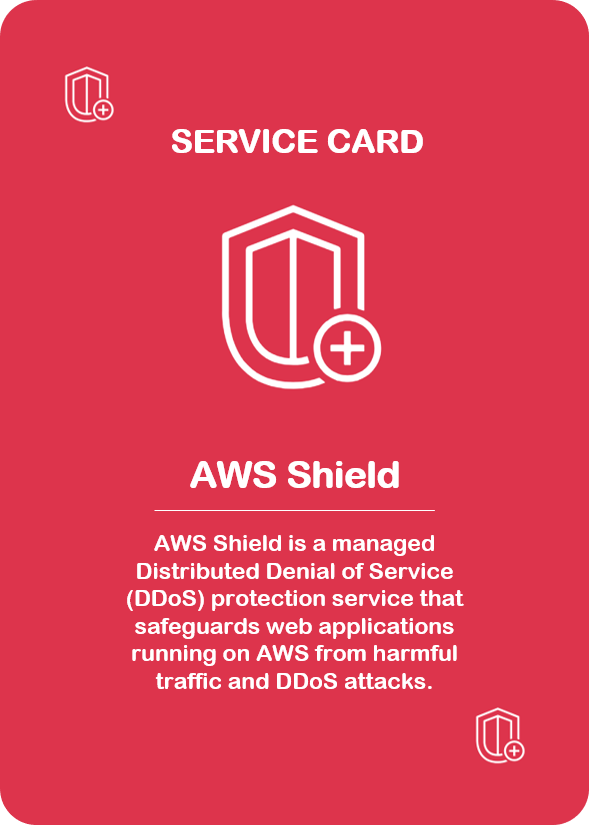 SERVICE CARD
AWS Shield
AWS Shield is a managed
Distributed Denial of Service
(DDoS) protection service that
safeguards web applications
running on AWS from harmful
traffic and DDoS attacks.